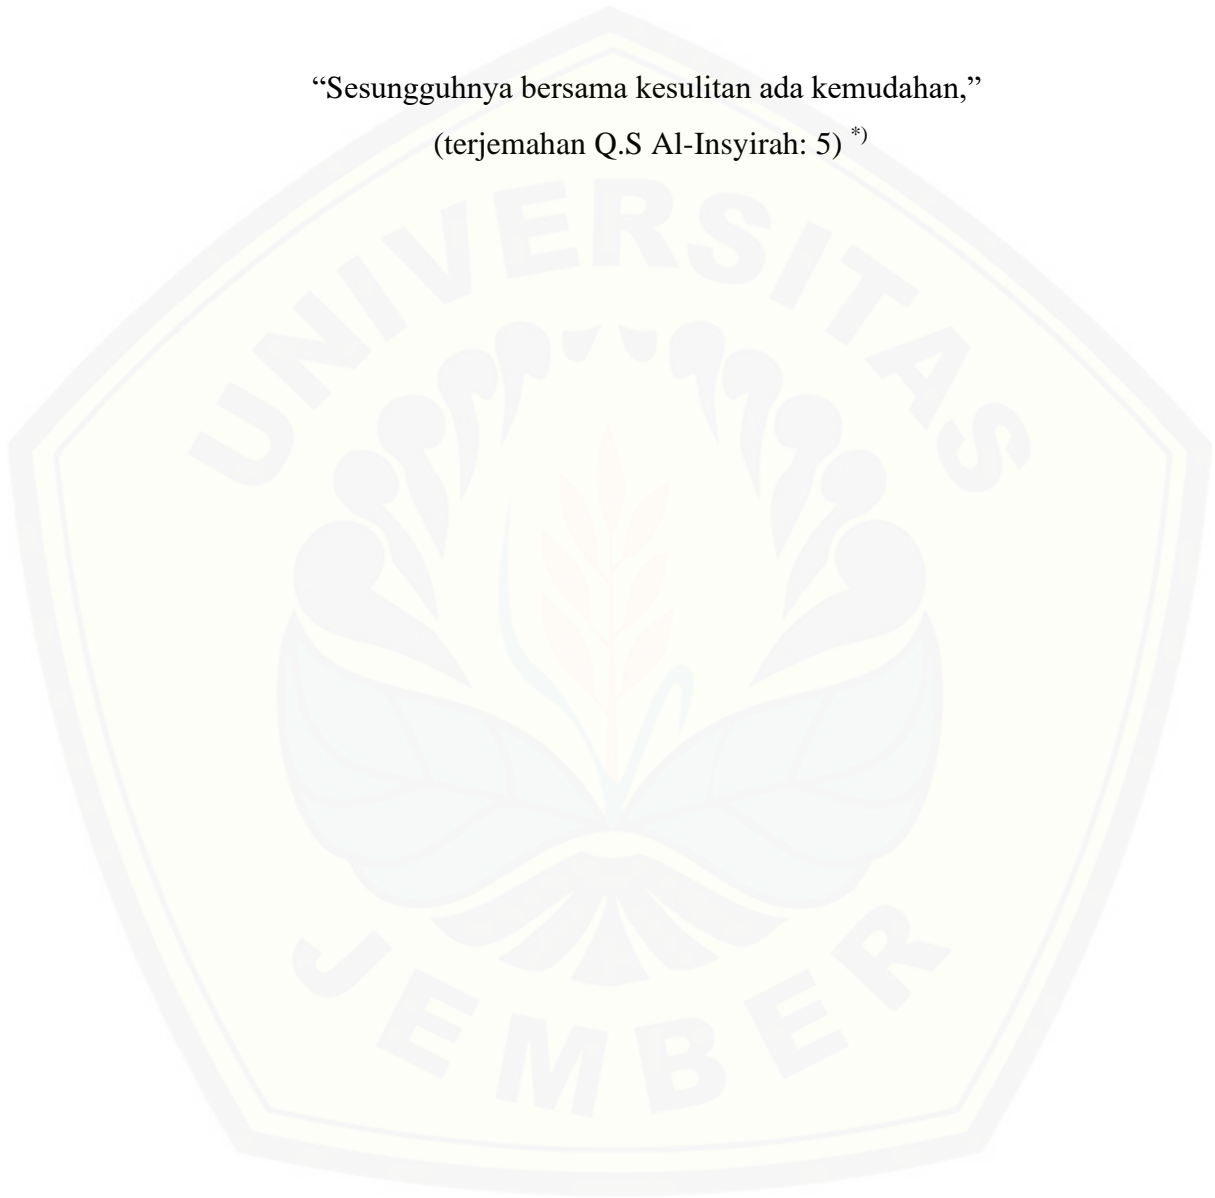 “Sesungguhnya bersama kesulitan ada kemudahan,”
(terjemahan Q.S Al-Insyirah: 5) *)
UNIVERSITAS
JEMBER